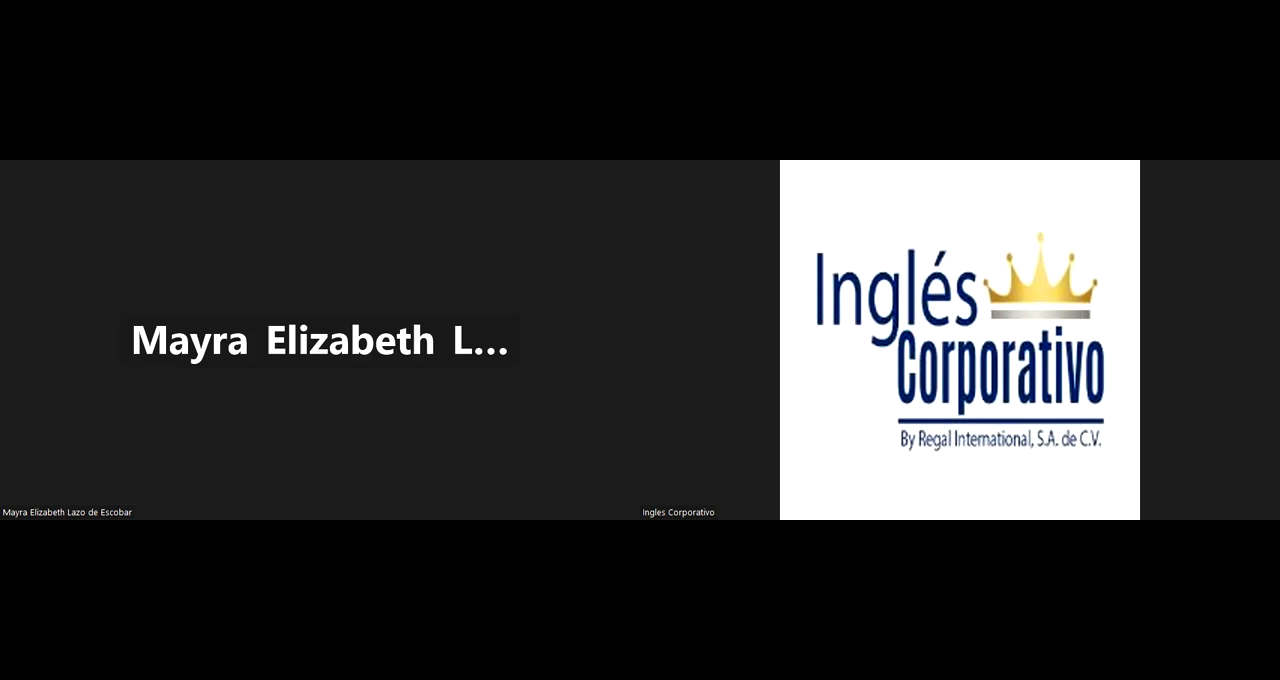 Mayra Elizabeth L...
Mayra Elizabeth Lazo de Escobar
Inglés
Corporativo
By Regal International, S.A. de C.V.
Ingles Corporativo